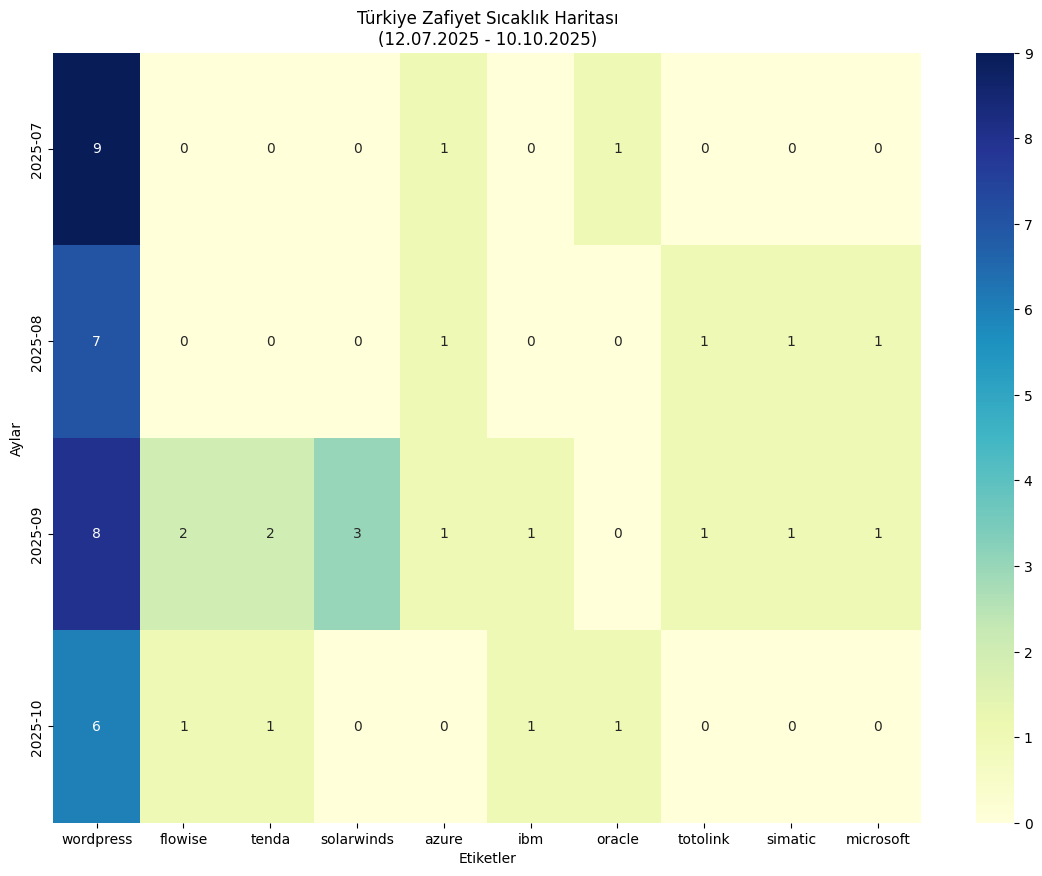 Türkiye Zafiyet Sıcaklık Haritası
(12.07.2025 - 10.10.2025)
Aylar
2025-07
9 0 0 0 1 0 1 0 0 0
2025-08
7 0 0 0 1 0 0 1 1 1
2025-09
8 2 2 3 1 1 0 1 1 1
2025-10
6 1 1 0 0 1 1 0 0 0
wordpress flowise tenda solarwinds azure ibm oracle totolink simatic microsoft
Etiketler
9
8
7
6
5
4
3
2
1
0